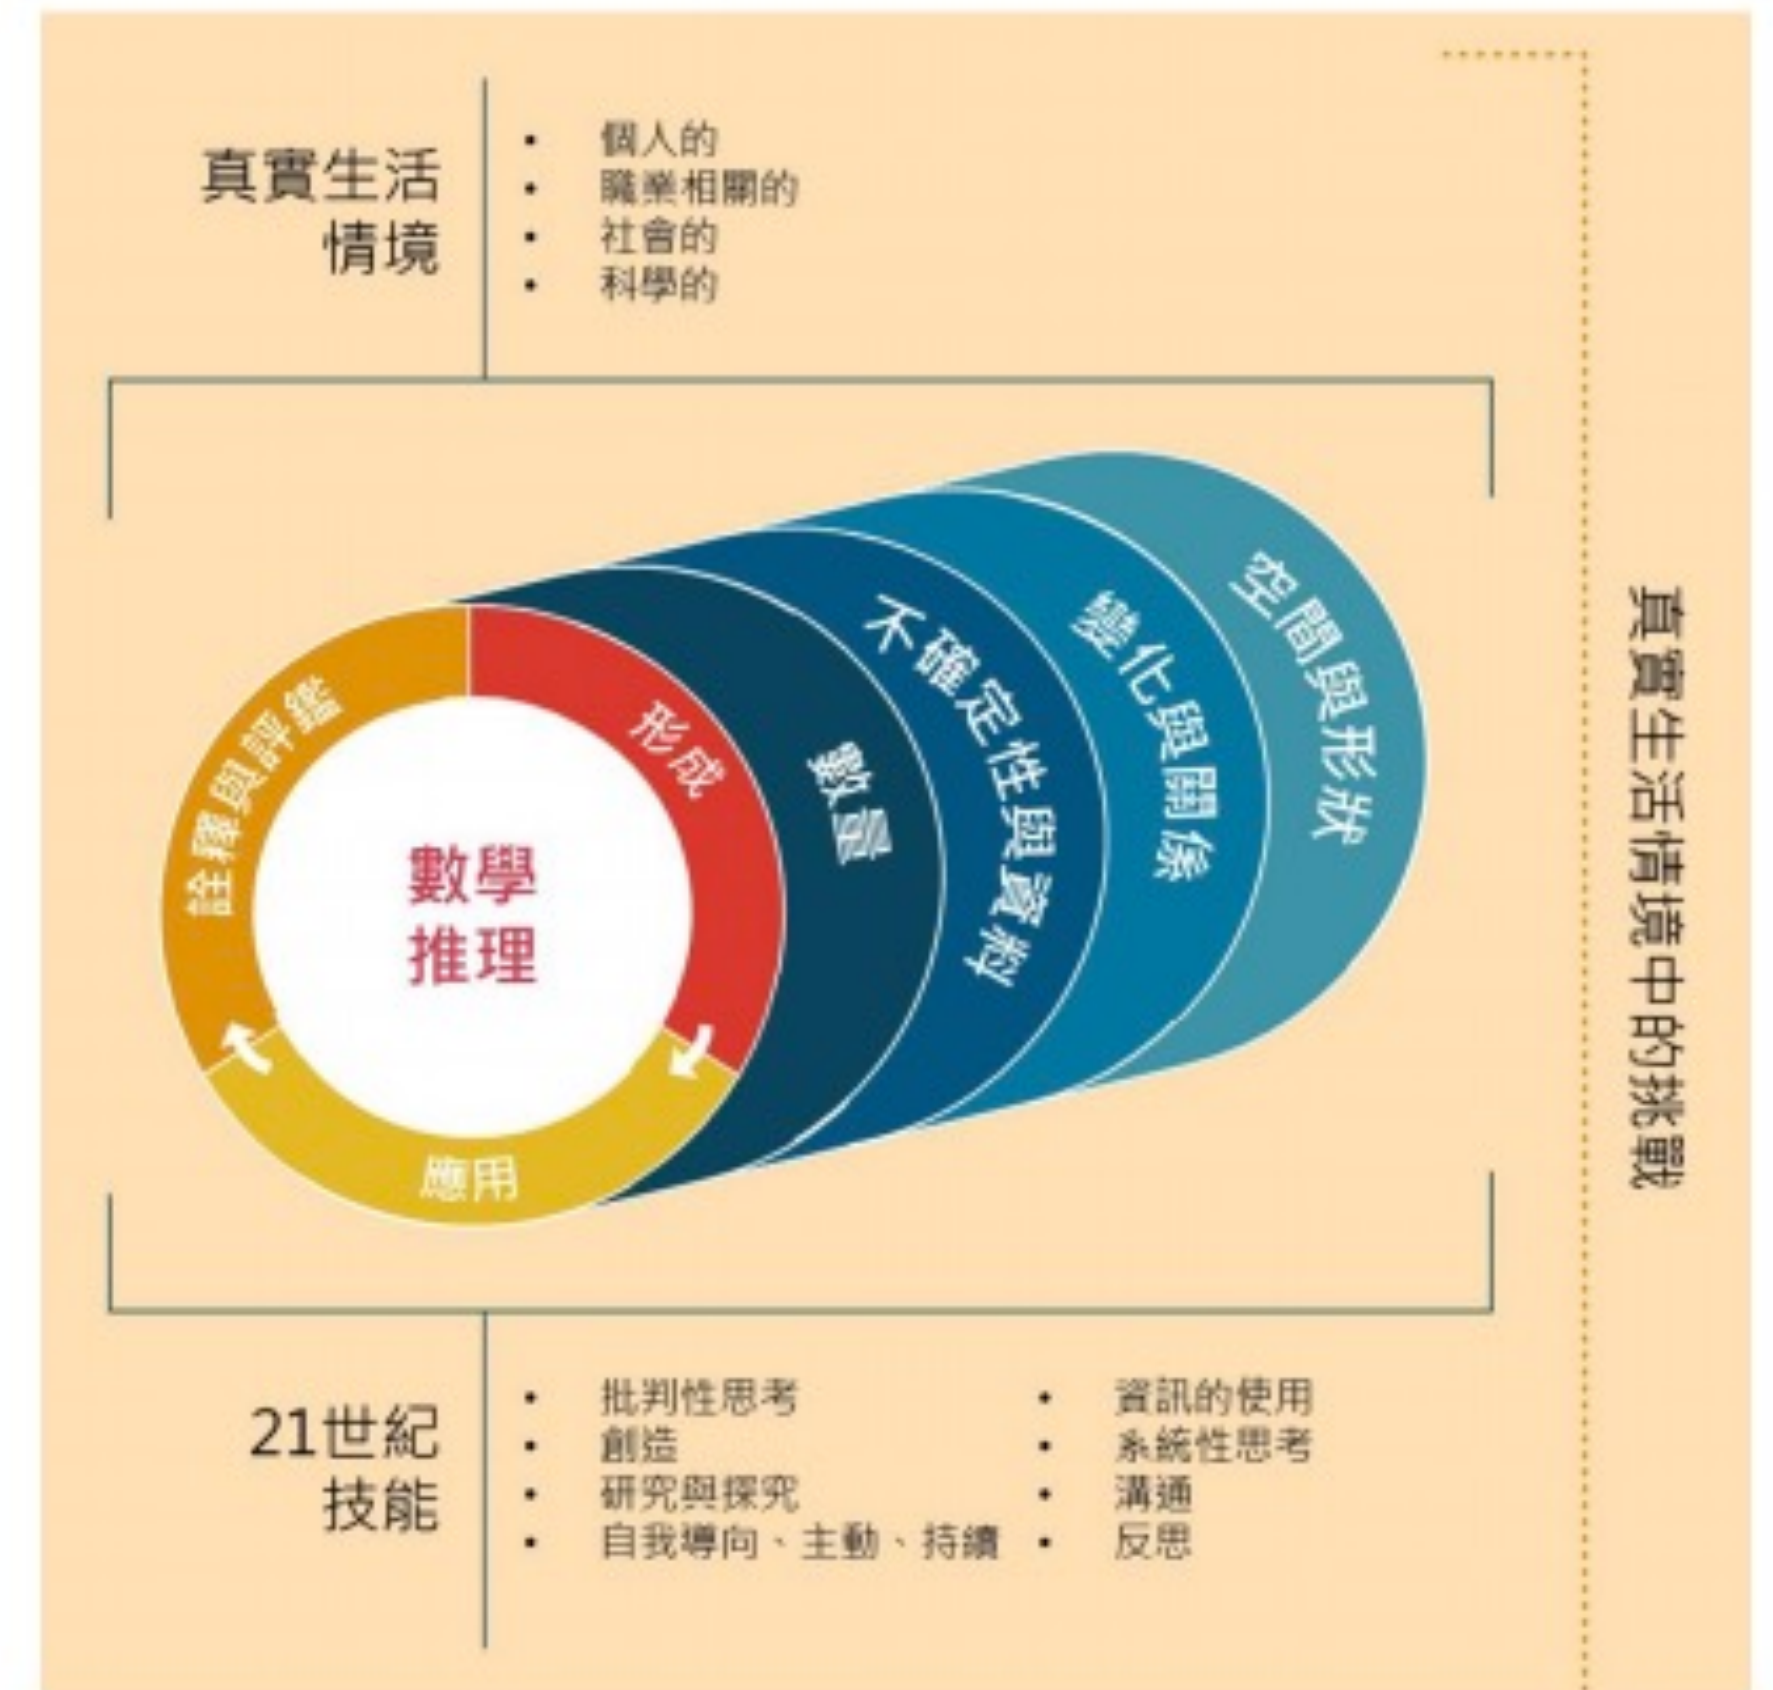 真實生活
情境
• 個人的
• 職業相關的
• 社會的
• 科學的
空間與形狀
變化與關係
不確定性與資料
數量
形成
應用
詮釋與評鑑
數學
推理
真實生活情境中的挑戰
21世紀
技能
• 批判性思考
• 創造
• 研究與探究
• 自我導向、主動、持續
• 資訊的使用
• 系統性思考
• 溝通
• 反思